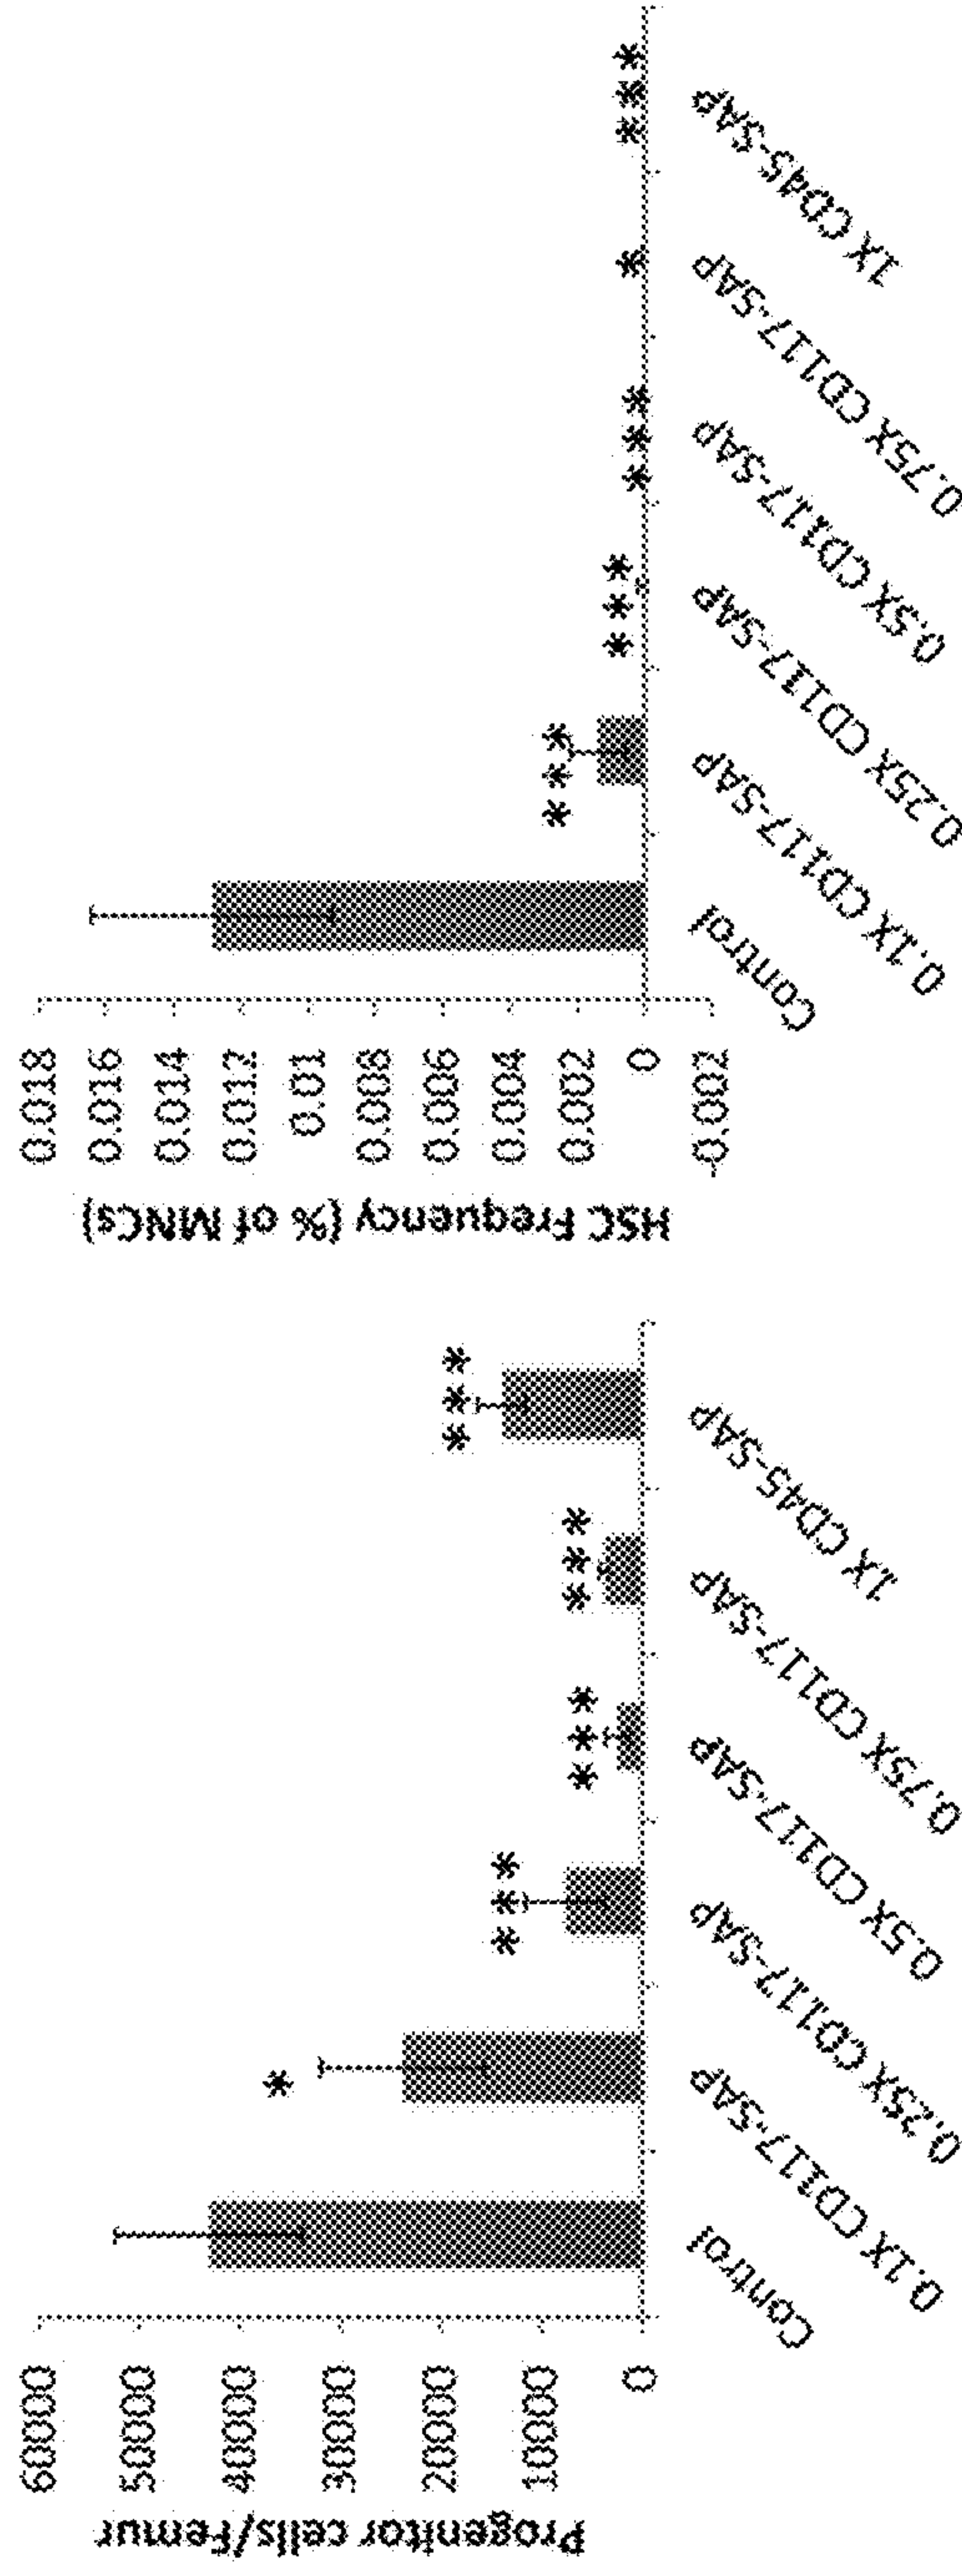 Progenitor cells/Femur
60000
50000
40000
30000
20000
10000
0
*
***
***
***
***
Control
0.1X CD117-SAP
0.25X CD117-SAP
0.5X CD117-SAP
0.75X CD117-SAP
1X CD45-SAP
HSC Frequency (% of MNCs)
0.018
0.016
0.014
0.012
0.01
0.008
0.006
0.004
0.002
0
-0.002
***
***
***
*
***
Control
0.1X CD117-SAP
0.25X CD117-SAP
0.5X CD117-SAP
0.75X CD117-SAP
1X CD45-SAP